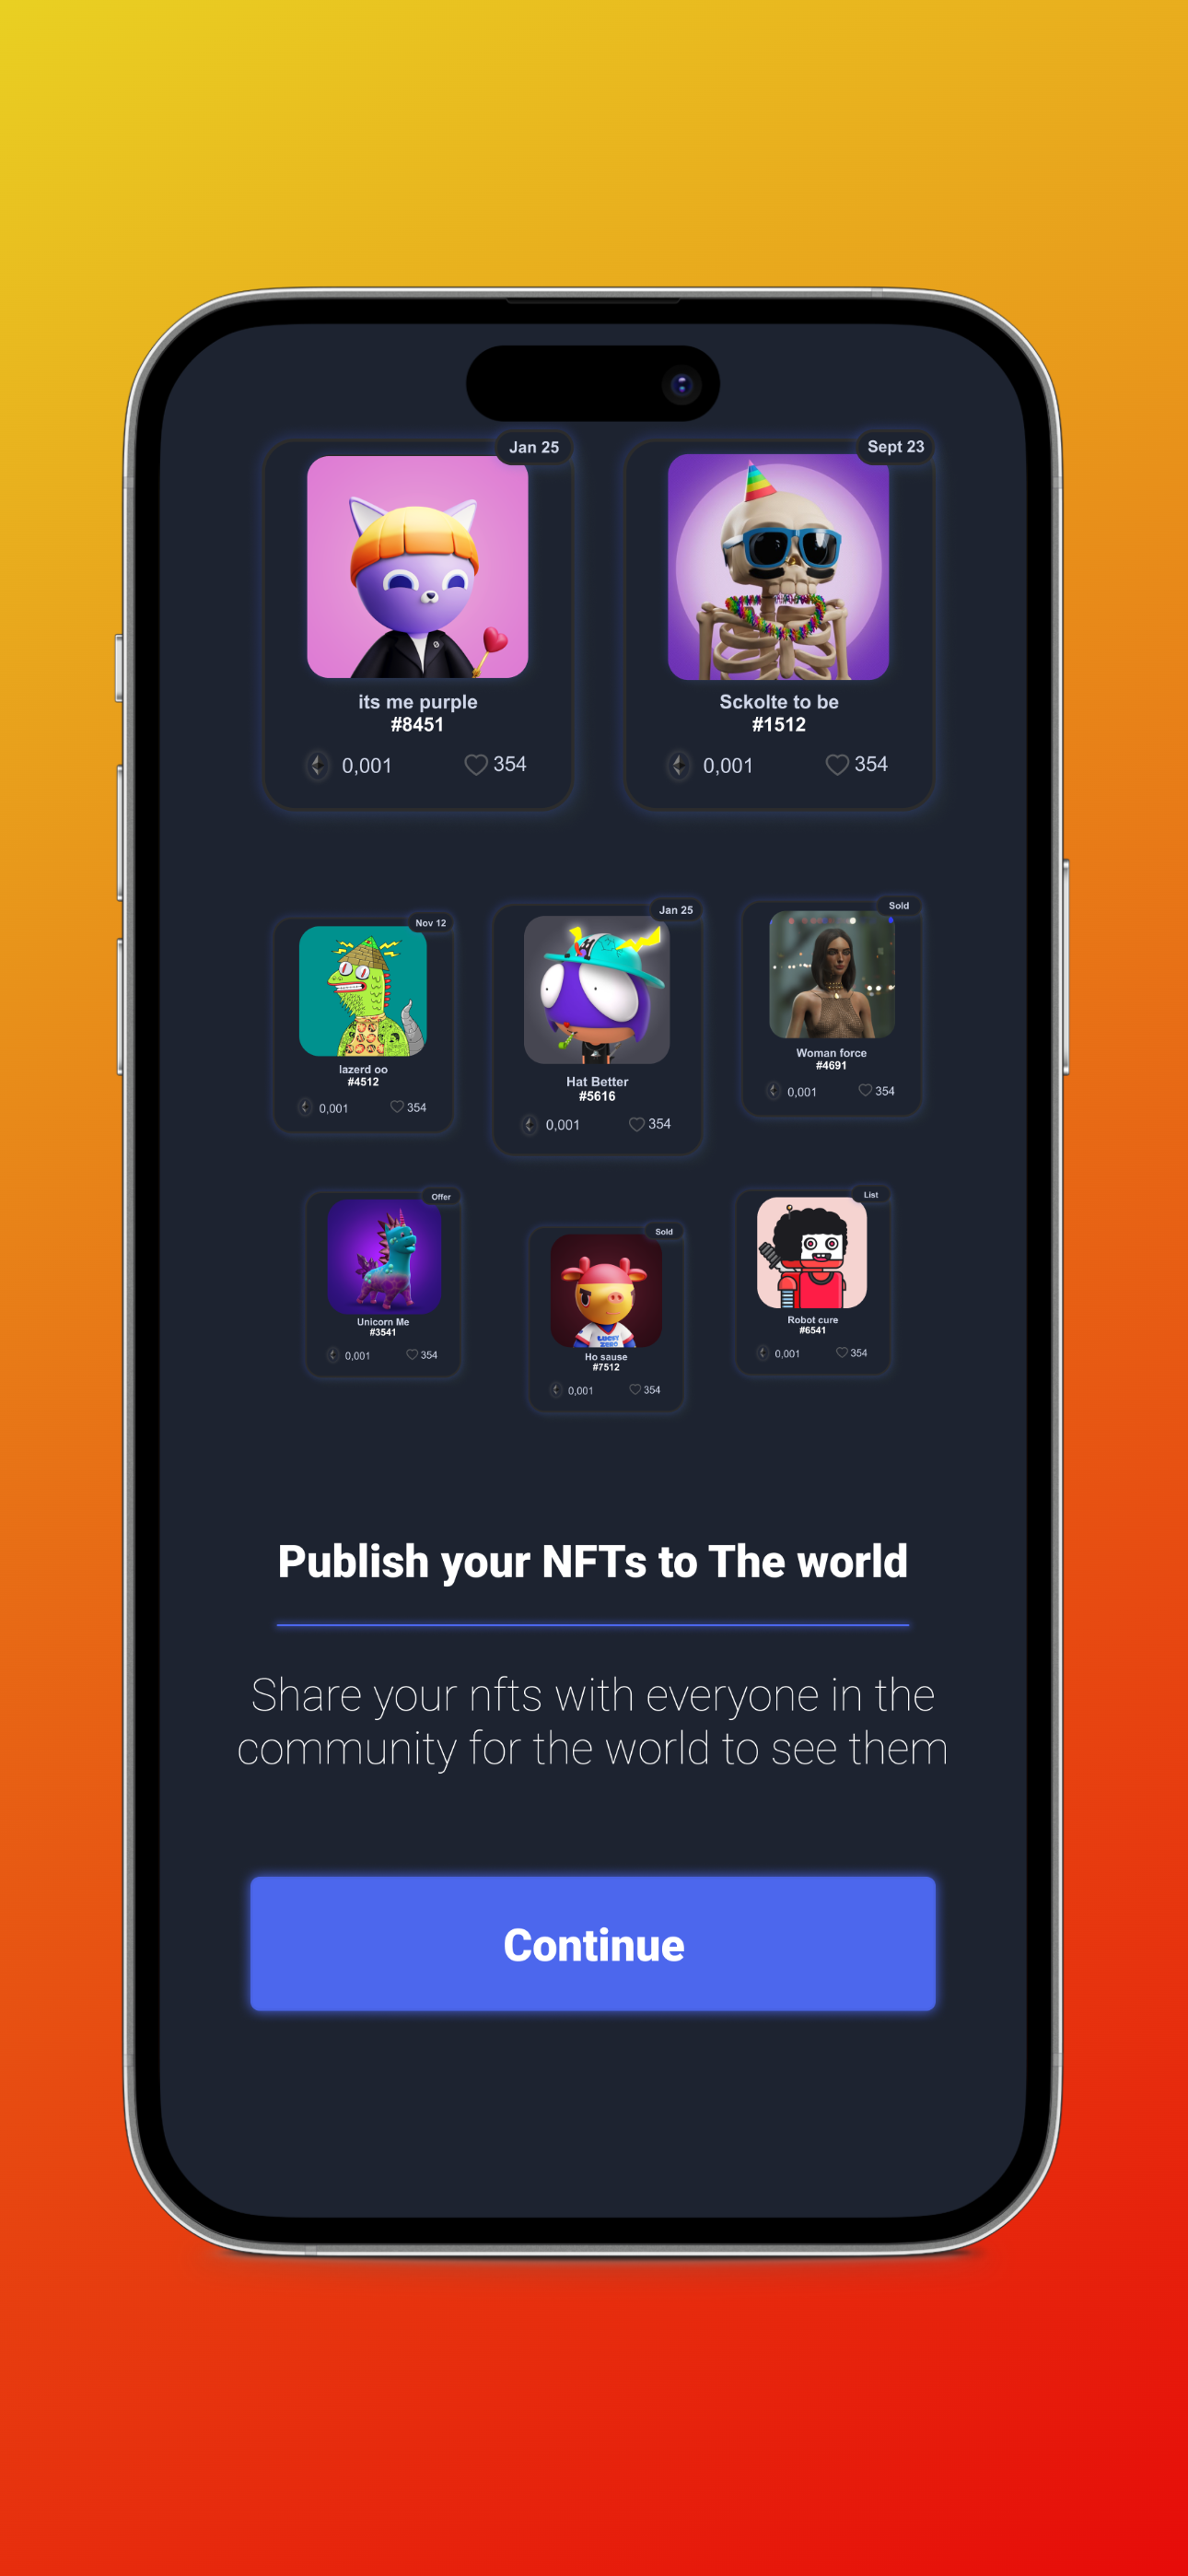 Jan 25
its me purple
#8451
0,001
354
Sept 23
Sckolte to be
#1512
0,001
354
Nov 12
lazerd oo
#4512
0,001
354
Jan 25
Hat Better
#5616
0,001
354
Sold
Woman force
#4691
0,001
354
Offer
Unicorn Me
#3541
0,001
354
Sold
Ho sause
#7512
0,001
354
List
Robot cure
#6541
0,001
354
Publish your NFTs to The world
Share your nfts with everyone in the
community for the world to see them
Continue